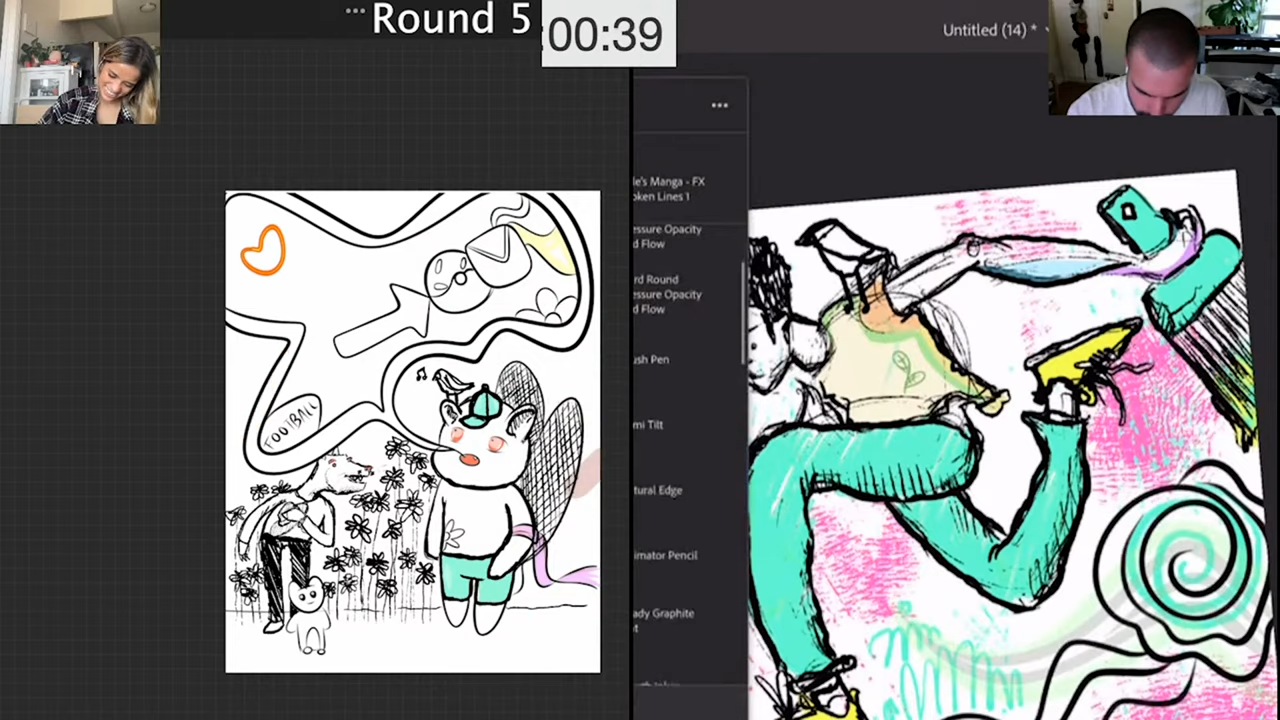 Round 5
:00:39
Untitled (14) *
le's Manga - FX
oken Lines 1
essure Opacity
d Flow
rd Round
essure Opacity
d Flow
ush Pen
mi Tilt
tural Edge
imator Pencil
ady Graphite
FOOTBALL